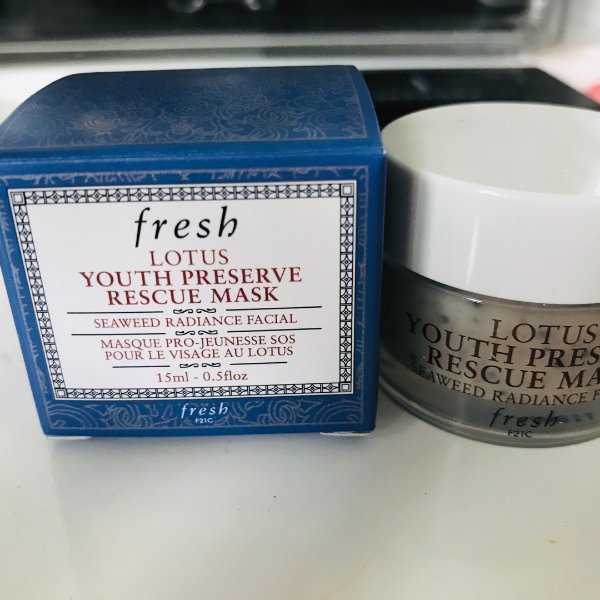 fresh
LOTUS
YOUTH PRESERVE
RESCUE MASK
SEAWEED RADIANCE FACIAL
MASQUE PRO-JEUNESSE SOS
POUR LE VISAGE AU LOTUS
15ml - 0.5floz
fresh
F21C
LOTUS
YOUTH PRES
RESCUE MA
SEAWEED RADIANCE F
fresh
F21C